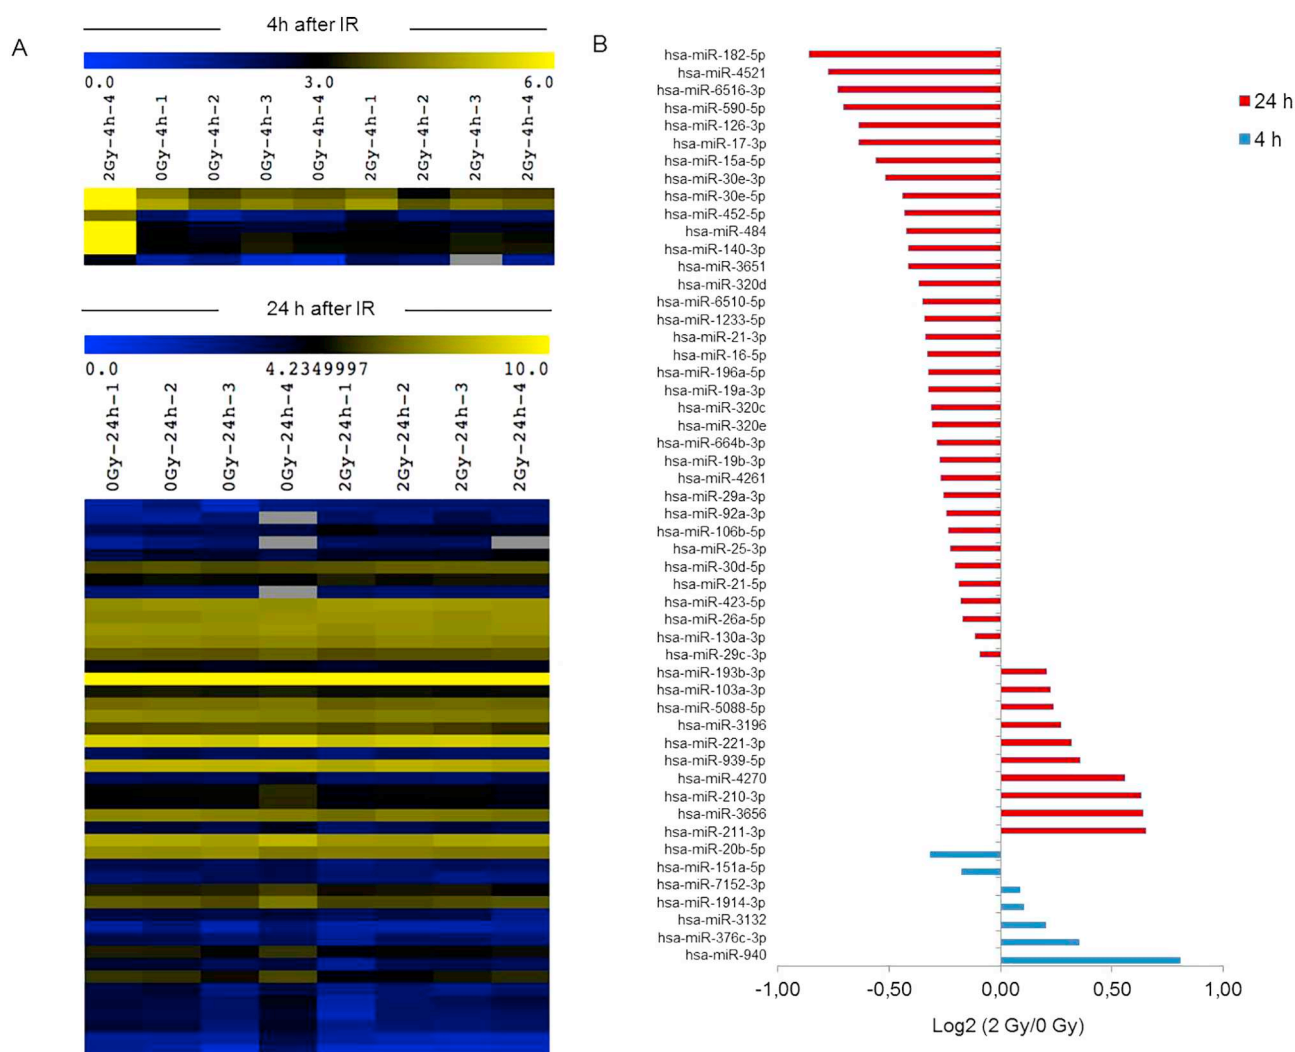 A
4h after IR
0.0 3.0 6.0
2Gy-4h-4
0Gy-4h-1
0Gy-4h-2
0Gy-4h-3
0Gy-4h-4
2Gy-4h-1
2Gy-4h-2
2Gy-4h-3
2Gy-4h-4
24 h after IR
0.0 4.2349997 10.0
0Gy-24h-1
0Gy-24h-2
0Gy-24h-3
0Gy-24h-4
2Gy-24h-1
2Gy-24h-2
2Gy-24h-3
2Gy-24h-4
B
hsa-miR-182-5p
hsa-miR-4521
hsa-miR-6516-3p
hsa-miR-590-5p
hsa-miR-126-3p
hsa-miR-17-3p
hsa-miR-15a-5p
hsa-miR-30e-3p
hsa-miR-30e-5p
hsa-miR-452-5p
hsa-miR-484
hsa-miR-140-3p
hsa-miR-3651
hsa-miR-320d
hsa-miR-6510-5p
hsa-miR-1233-5p
hsa-miR-21-3p
hsa-miR-16-5p
hsa-miR-196a-5p
hsa-miR-19a-3p
hsa-miR-320c
hsa-miR-320e
hsa-miR-664b-3p
hsa-miR-19b-3p
hsa-miR-4261
hsa-miR-29a-3p
hsa-miR-92a-3p
hsa-miR-106b-5p
hsa-miR-25-3p
hsa-miR-30d-5p
hsa-miR-21-5p
hsa-miR-423-5p
hsa-miR-26a-5p
hsa-miR-130a-3p
hsa-miR-29c-3p
hsa-miR-193b-3p
hsa-miR-103a-3p
hsa-miR-5088-5p
hsa-miR-3196
hsa-miR-221-3p
hsa-miR-939-5p
hsa-miR-4270
hsa-miR-210-3p
hsa-miR-3656
hsa-miR-211-3p
hsa-miR-20b-5p
hsa-miR-151a-5p
hsa-miR-7152-3p
hsa-miR-1914-3p
hsa-miR-3132
hsa-miR-376c-3p
hsa-miR-940
-1,00 -0,50 0,00 0,50 1,00
Log2 (2 Gy/0 Gy)
24 h
4 h